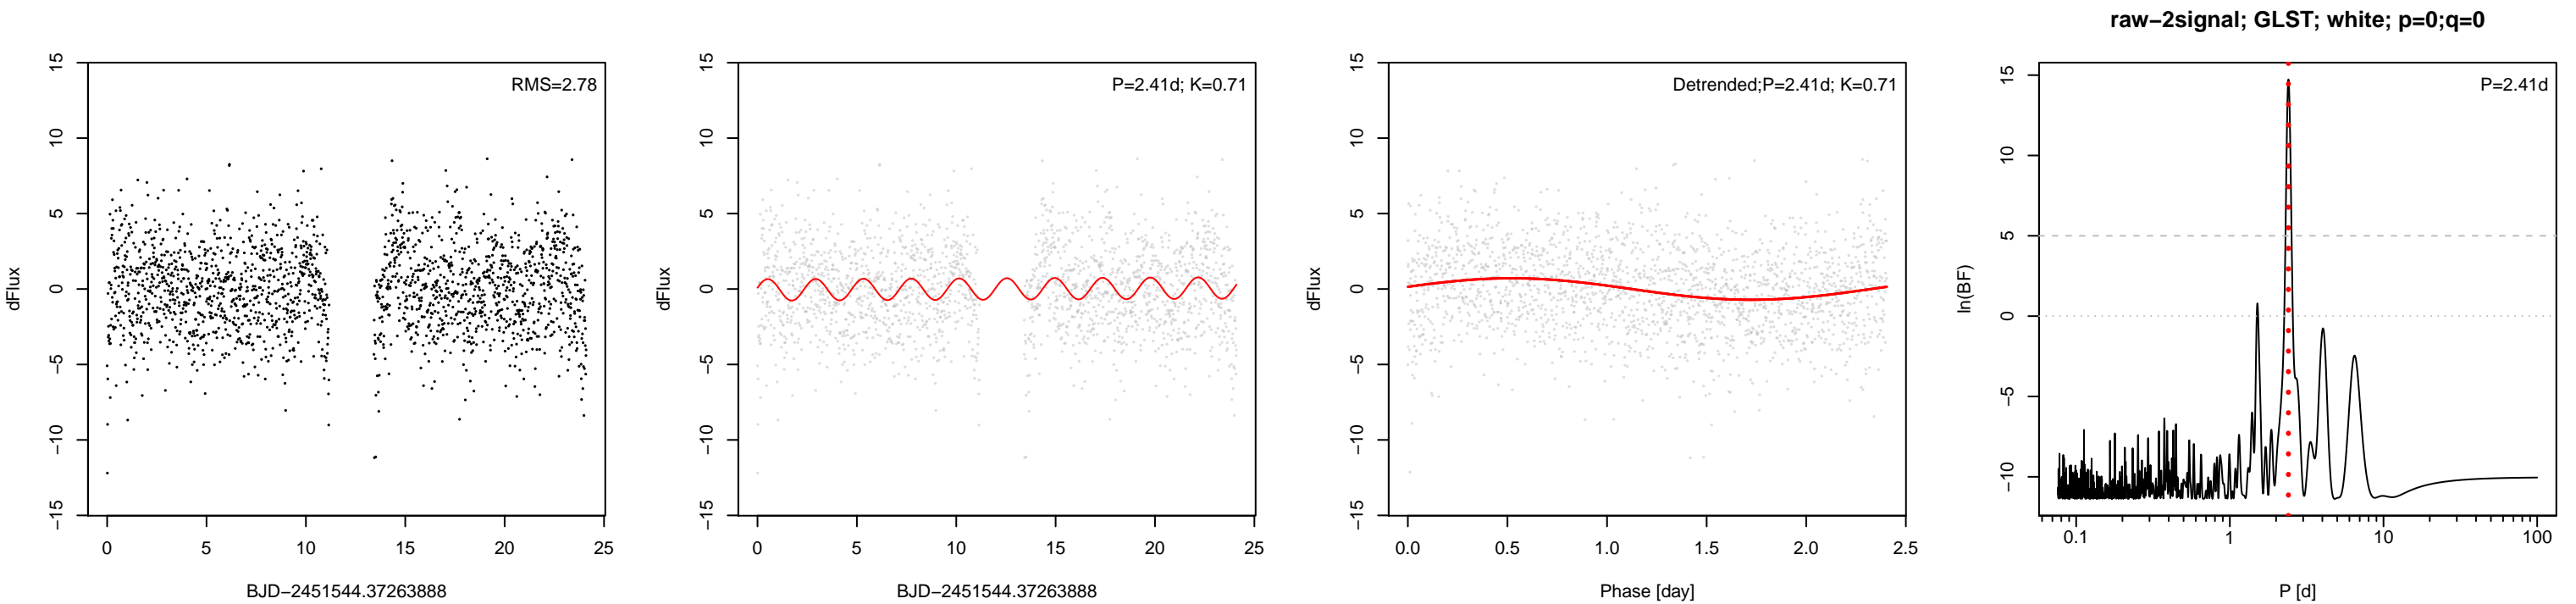 raw−2signal; GLST; white; p=0;q=0
RMS=2.78
dFlux
−15
−10
−5
0
5
10
15
0 5 10 15 20 25
BJD−2451544.37263888
P=2.41d; K=0.71
dFlux
−15
−10
−5
0
5
10
15
0 5 10 15 20 25
BJD−2451544.37263888
Detrended;P=2.41d; K=0.71
dFlux
−15
−10
−5
0
5
10
15
0.0 0.5 1.0 1.5 2.0 2.5
Phase [day]
P=2.41d
ln(BF)
−10
−5
0
5
10
15
0.1 1 10 100
P [d]